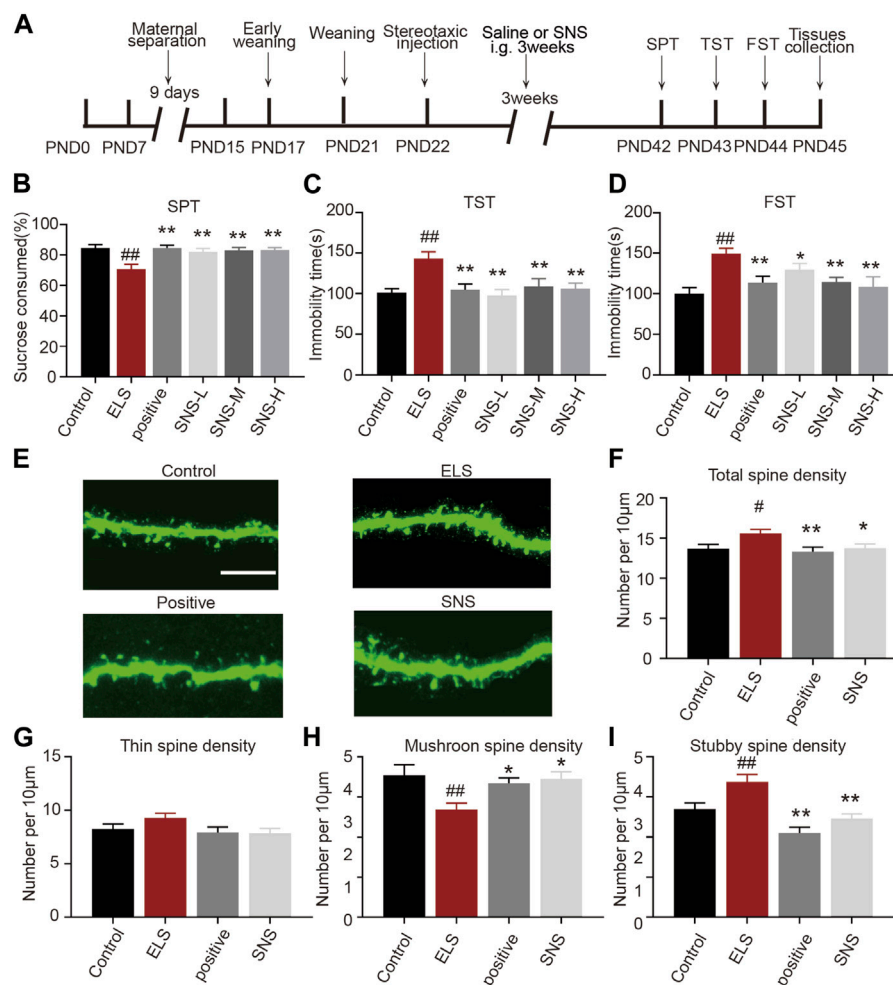 A
Maternal
separation
Early
weaning
Weaning
Stereotaxic
injection
Saline or SNS
i.g. 3weeks
SPT
TST
FST
Tissues
collection
9 days
3weeks
PND0
PND7
PND15
PND17
PND21
PND22
PND42
PND43
PND44
PND45
B
SPT
Sucrose consumed(%)
100
80
60
40
20
0
##
**
**
**
**
Control
ELS
positive
SNS-L
SNS-M
SNS-H
C
TST
Immobility time(s)
200
150
100
50
0
##
**
**
**
**
Control
ELS
positive
SNS-L
SNS-M
SNS-H
D
FST
Immobility time(s)
200
150
100
50
0
##
**
*
**
**
Control
ELS
positive
SNS-L
SNS-M
SNS-H
E
Control
ELS
Positive
SNS
F
Total spine density
Number per 10μm
20
15
10
5
0
#
**
*
Control
ELS
positive
SNS
G
Thin spine density
Number per 10μm
15
10
5
0
Control
ELS
positive
SNS
H
Mushroon spine density
Number per 10μm
5
4
3
2
1
0
##
*
*
Control
ELS
positive
SNS
I
Stubby spine density
Number per 10μm
5
4
3
2
1
0
##
**
**
Control
ELS
positive
SNS